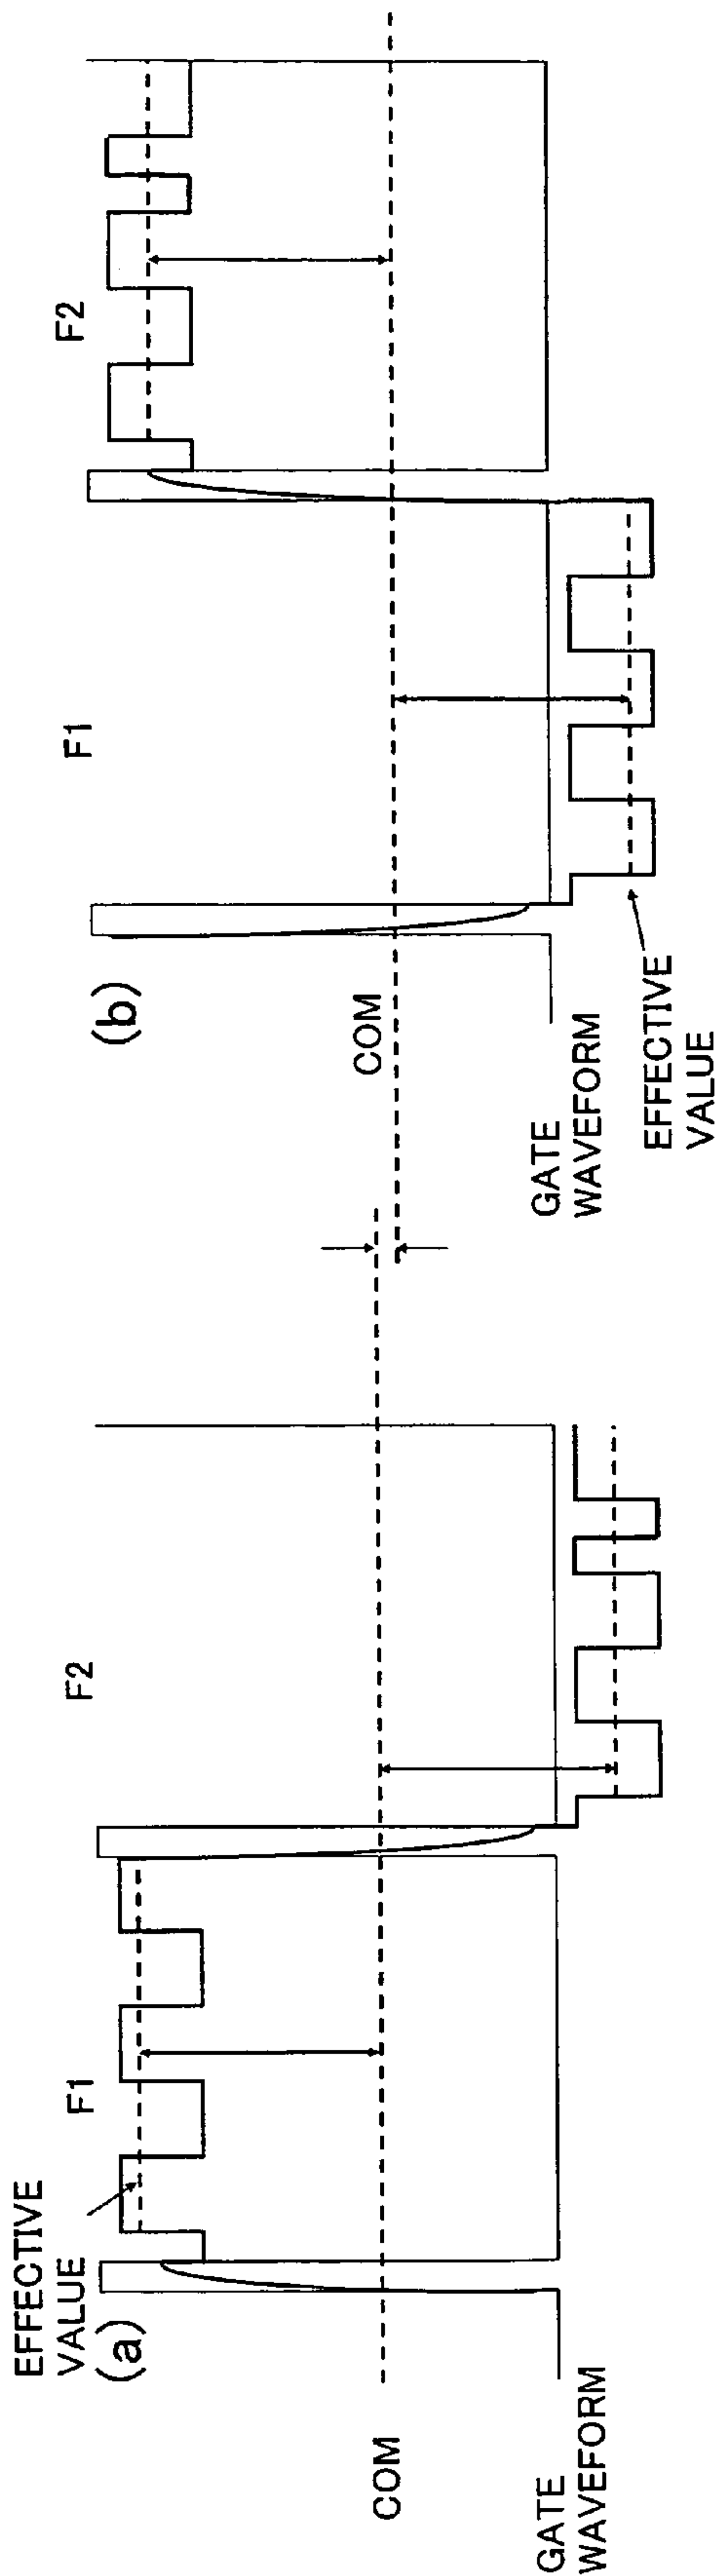 EFFECTIVE
VALUE
(a)
F1
F2
COM
GATE
WAVEFORM
(b)
F1
F2
COM
GATE
WAVEFORM
EFFECTIVE
VALUE